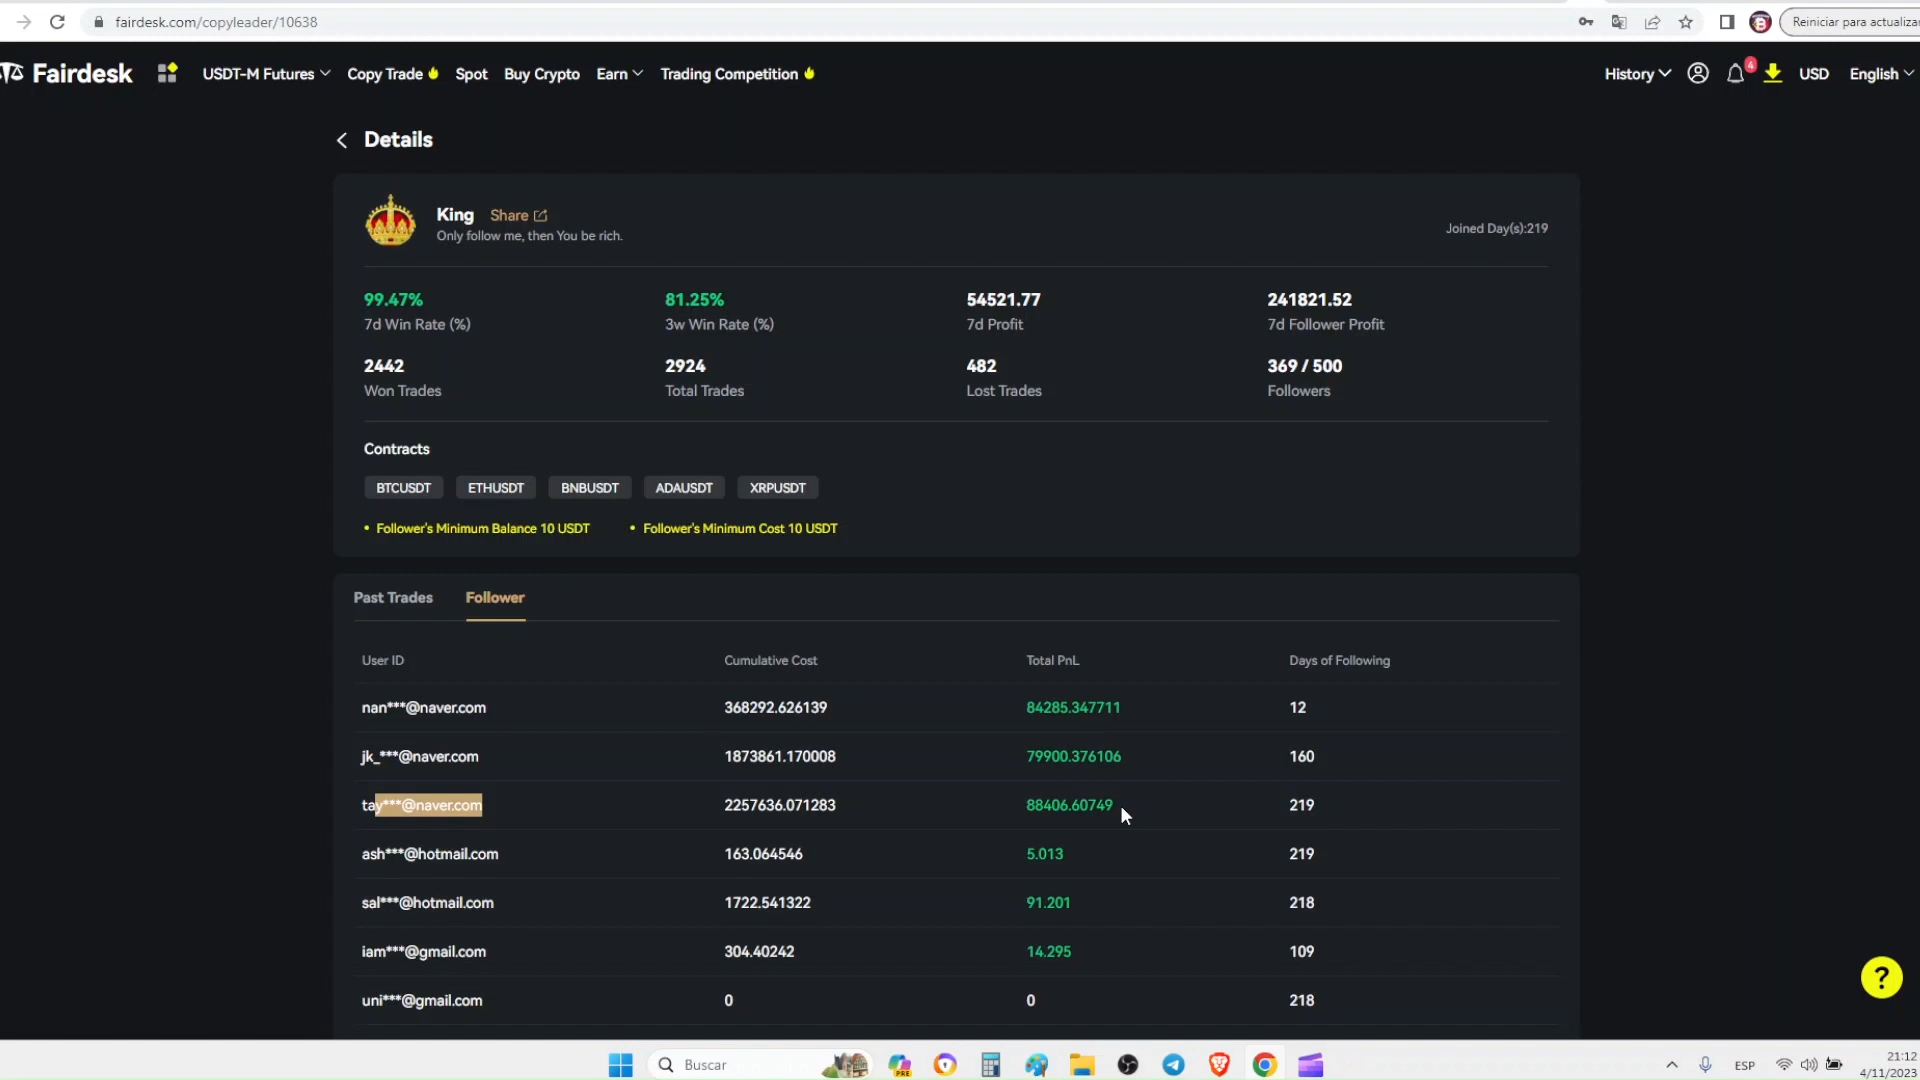 fairdesk.com/copyleader/10638
Reiniciar para actualizar
Fairdesk USDT-M Futures Copy Trade Spot Buy Crypto Earn Trading Competition History 4 USD English
Details
King Share
Only follow me, then You be rich.
Joined Day(s):219
99.47% 81.25% 54521.77 241821.52
7d Win Rate (%) 3w Win Rate (%) 7d Profit 7d Follower Profit
2442 2924 482 369 / 500
Won Trades Total Trades Lost Trades Followers
Contracts
BTCUSDT ETHUSDT BNBUSDT ADAUSDT XRPUSDT
• Follower's Minimum Balance 10 USDT • Follower's Minimum Cost 10 USDT
Past Trades Follower
User ID Cumulative Cost Total PnL Days of Following
nan***@naver.com 368292.626139 84285.347711 12
jk_***@naver.com 1873861.170008 79900.376106 160
tay***@naver.com 2257636.071283 88406.60749 219
ash***@hotmail.com 163.064546 5.013 219
sal***@hotmail.com 1722.541322 91.201 218
iam***@gmail.com 304.40242 14.295 109
uni***@gmail.com 0 0 218
?
Buscar PRE ESP 21:12
4/11/2023